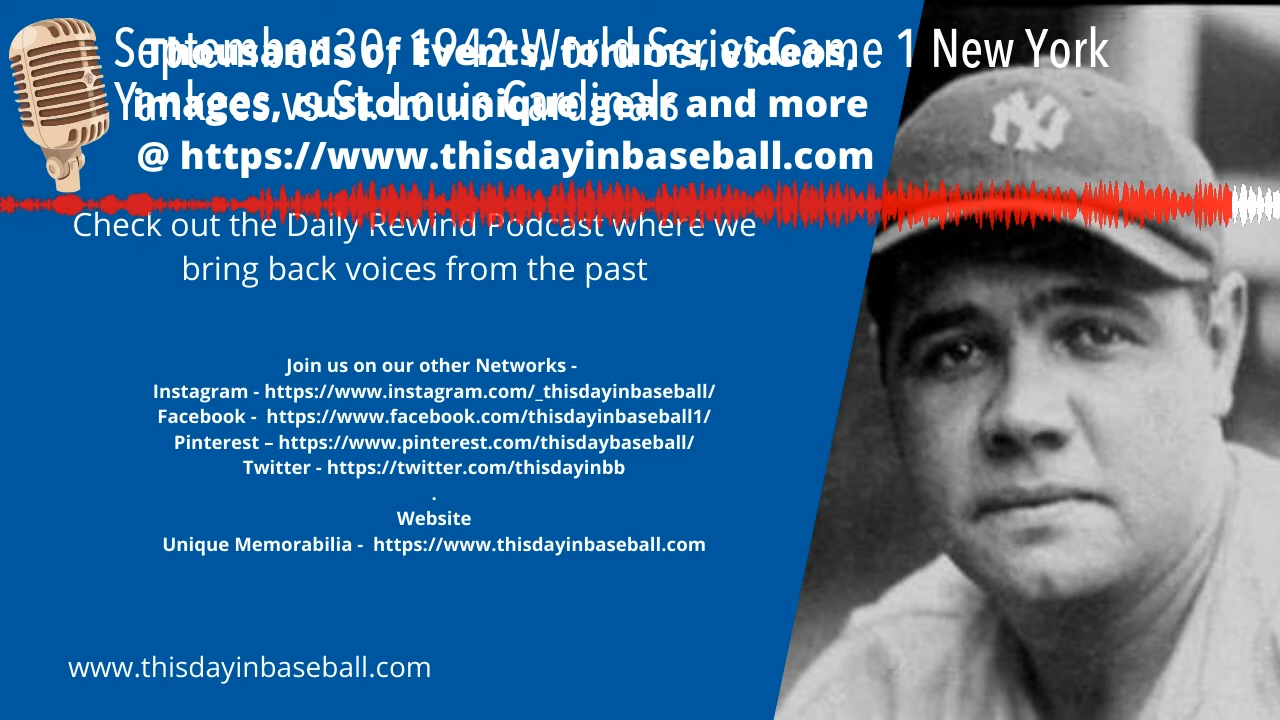 September 30, 1942 World Series Game 1 New York
Yankees vs St. Louis Cardinals
Thousands of Events, forums, videos,
images, custom unique gear and more
@ https://www.thisdayinbaseball.com
Check out the Daily Rewind Podcast where we
bring back voices from the past
Join us on our other Networks -
Instagram - https://www.instagram.com/_thisdayinbaseball/
Facebook - https://www.facebook.com/thisdayinbaseball1/
Pinterest – https://www.pinterest.com/thisdaybaseball/
Twitter - https://twitter.com/thisdayinbb
.
Website
Unique Memorabilia - https://www.thisdayinbaseball.com
www.thisdayinbaseball.com
NY